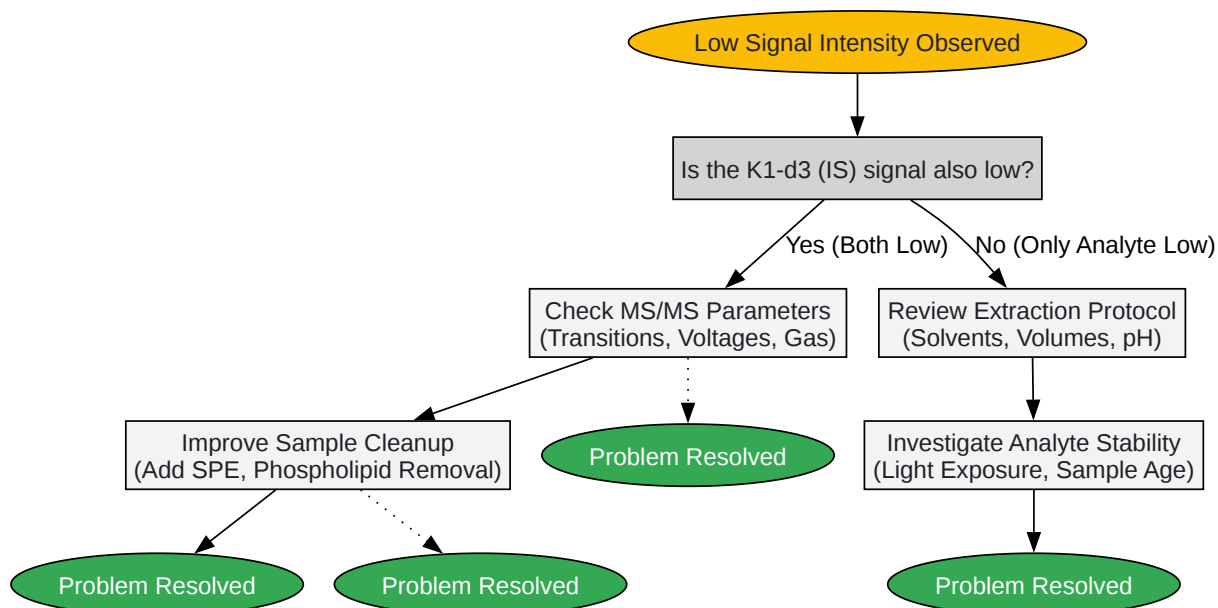 Low Signal Intensity Observed
Is the K1-d3 (IS) signal also low?
Yes (Both Low)
No (Only Analyte Low)
Check MS/MS Parameters
(Transitions, Voltages, Gas)
Review Extraction Protocol
(Solvents, Volumes, pH)
Improve Sample Cleanup
(Add SPE, Phospholipid Removal)
Problem Resolved
Investigate Analyte Stability
(Light Exposure, Sample Age)
Problem Resolved
Problem Resolved
Problem Resolved